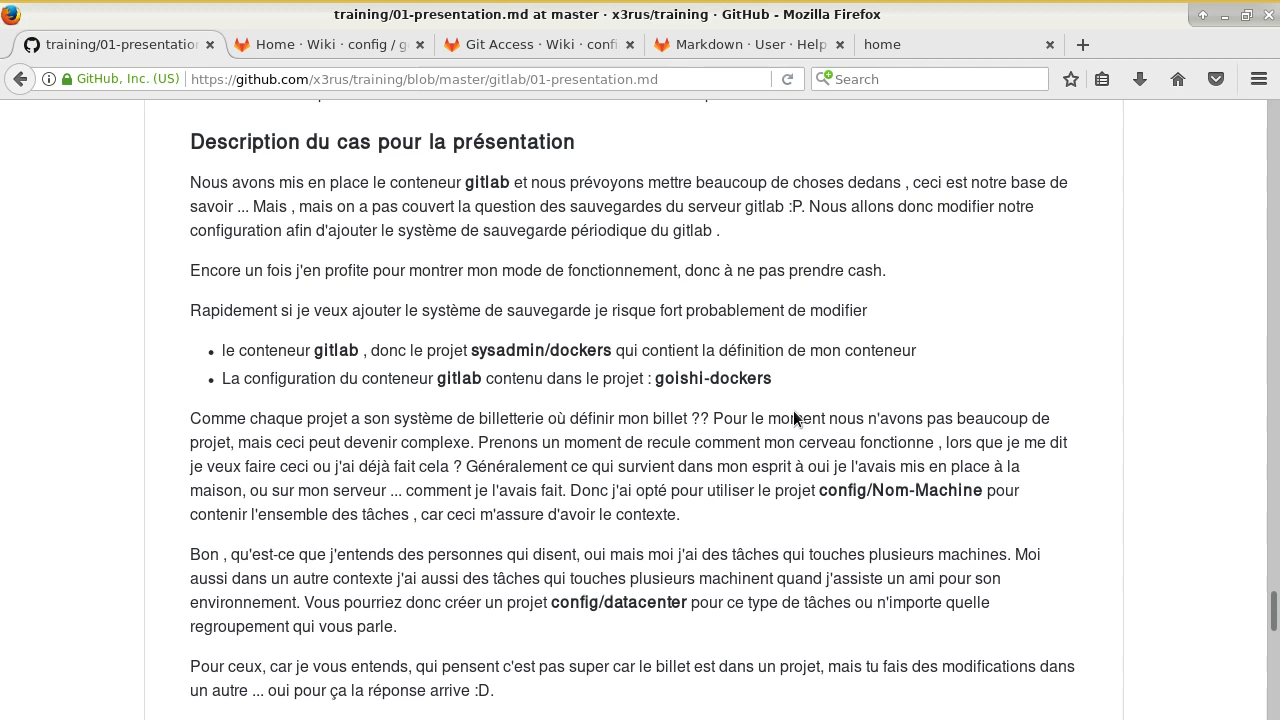 training/01-presentation.md at master · x3rus/training · GitHub - Mozilla Firefox
training/01-presentatio
Home · Wiki · config / g
Git Access · Wiki · confi
Markdown · User · Help
home
GitHub, Inc. (US)
https://github.com/x3rus/training/blob/master/gitlab/01-presentation.md
Search
Description du cas pour la présentation
Nous avons mis en place le conteneur gitlab et nous prévoyons mettre beaucoup de choses dedans , ceci est notre base de
savoir ... Mais , mais on a pas couvert la question des sauvegardes du serveur gitlab :P. Nous allons donc modifier notre
configuration afin d'ajouter le système de sauvegarde périodique du gitlab .
Encore un fois j'en profite pour montrer mon mode de fonctionnement, donc à ne pas prendre cash.
Rapidement si je veux ajouter le système de sauvegarde je risque fort probablement de modifier
• le conteneur gitlab , donc le projet sysadmin/dockers qui contient la définition de mon conteneur
• La configuration du conteneur gitlab contenu dans le projet : goishi-dockers
Comme chaque projet a son système de billetterie où définir mon billet ?? Pour le moment nous n'avons pas beaucoup de
projet, mais ceci peut devenir complexe. Prenons un moment de recule comment mon cerveau fonctionne , lors que je me dit
je veux faire ceci ou j'ai déjà fait cela ? Généralement ce qui survient dans mon esprit à oui je l'avais mis en place à la
maison, ou sur mon serveur ... comment je l'avais fait. Donc j'ai opté pour utiliser le projet config/Nom-Machine pour
contenir l'ensemble des tâches , car ceci m'assure d'avoir le contexte.
Bon , qu'est-ce que j'entends des personnes qui disent, oui mais moi j'ai des tâches qui touches plusieurs machines. Moi
aussi dans un autre contexte j'ai aussi des tâches qui touches plusieurs machinent quand j'assiste un ami pour son
environnement. Vous pourriez donc créer un projet config/datacenter pour ce type de tâches ou n'importe quelle
regroupement qui vous parle.
Pour ceux, car je vous entends, qui pensent c'est pas super car le billet est dans un projet, mais tu fais des modifications dans
un autre ... oui pour ça la réponse arrive :D.